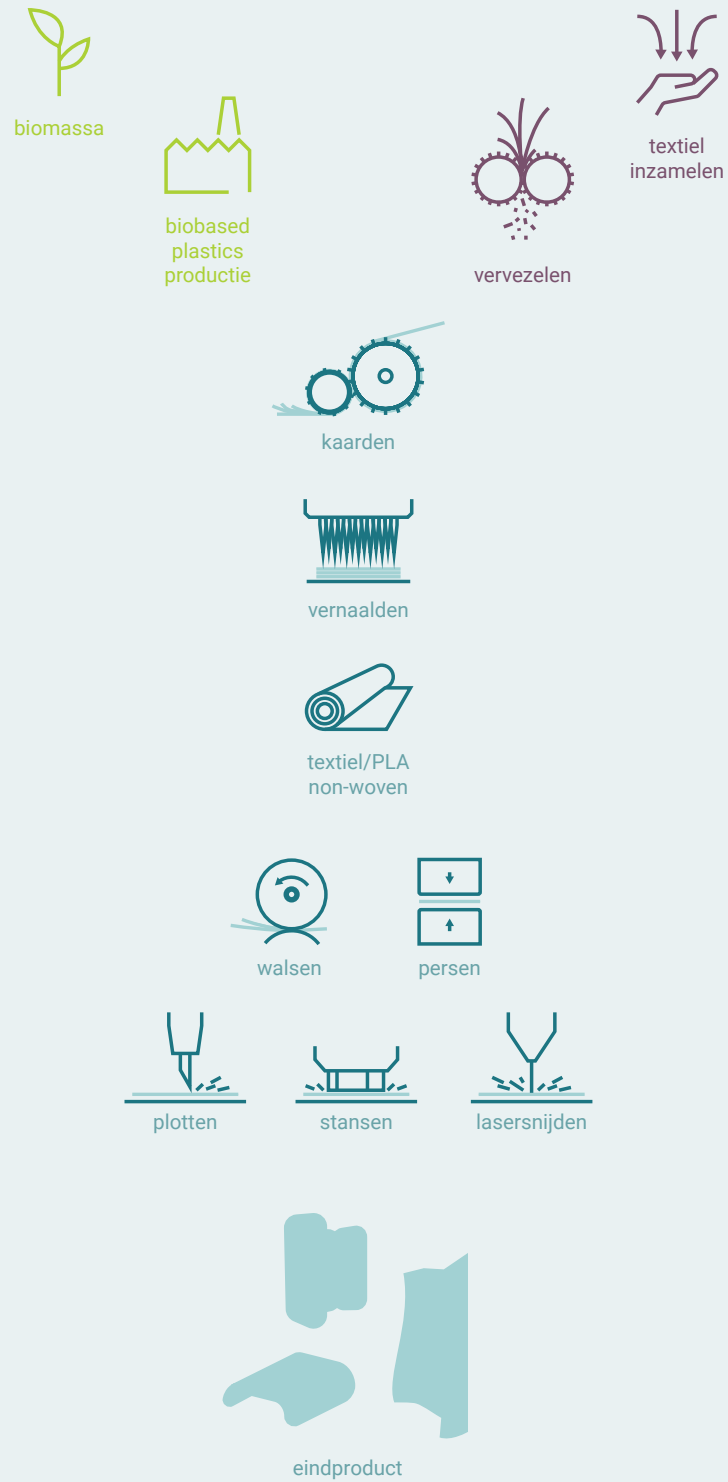 biomassa
textiel
inzamelen
biobased
plastics
productie
vervezelen
kaarden
vernaalden
textiel/PLA
non-woven
walsen
persen
plotten
stansen
lasersnijden
eindproduct